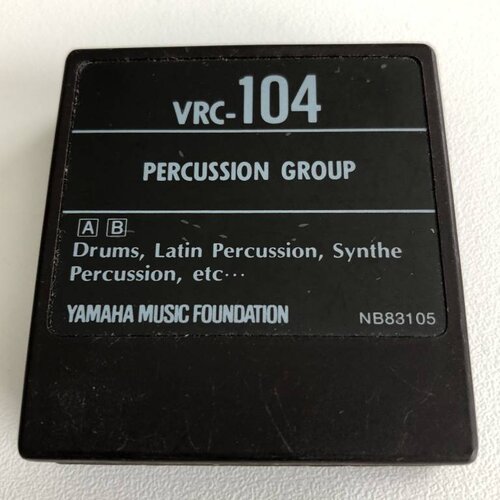 VRC-104
PERCUSSION GROUP
A B
Drums, Latin Percussion, Synthe
Percussion, etc···
YAMAHA MUSIC FOUNDATION NB83105